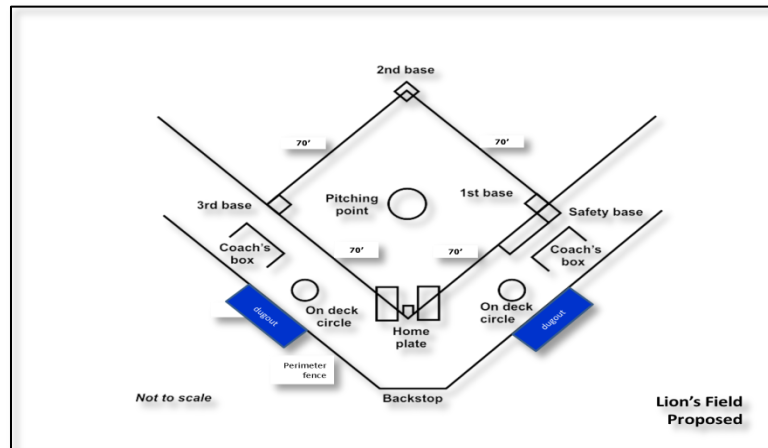 2nd base
70’
70’
1st base
Pitching
point
3rd base
Safety base
Coach’s
box
70’
70’
Coach’s
box
On deck
circle
On deck
circle
dugout
dugout
Home
plate
Perimeter
fence
Not to scale
Backstop
Lion’s Field
Proposed